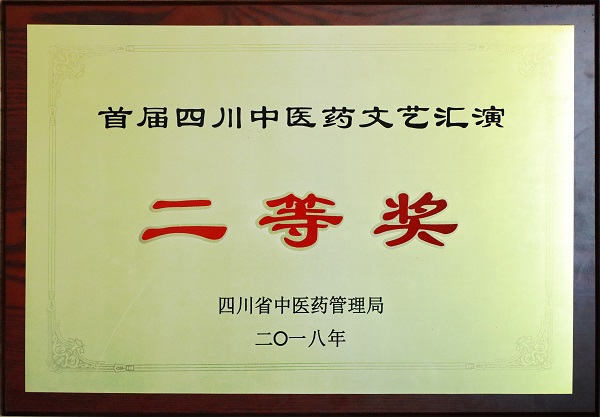 首届四川中医药文艺汇演
二等奖
四川省中医药管理局
二〇一八年